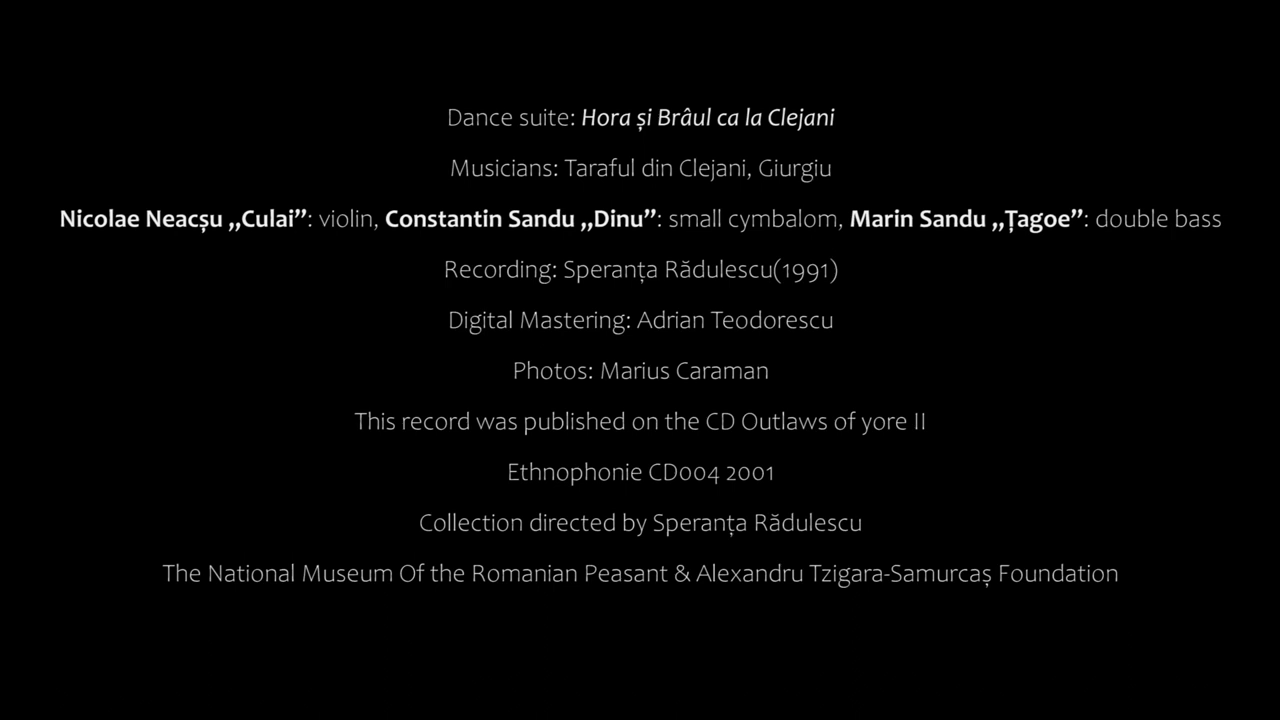 Dance suite: Hora și Brâul ca la Clejani
Musicians: Taraful din Clejani, Giurgiu
Nicolae Neacșu „Culai”: violin, Constantin Sandu „Dinu”: small cymbalom, Marin Sandu „Țagoe”: double bass
Recording: Speranța Rădulescu(1991)
Digital Mastering: Adrian Teodorescu
Photos: Marius Caraman
This record was published on the CD Outlaws of yore II
Ethnophonie CD004 2001
Collection directed by Speranța Rădulescu
The National Museum Of the Romanian Peasant & Alexandru Tzigara-Samurcaș Foundation